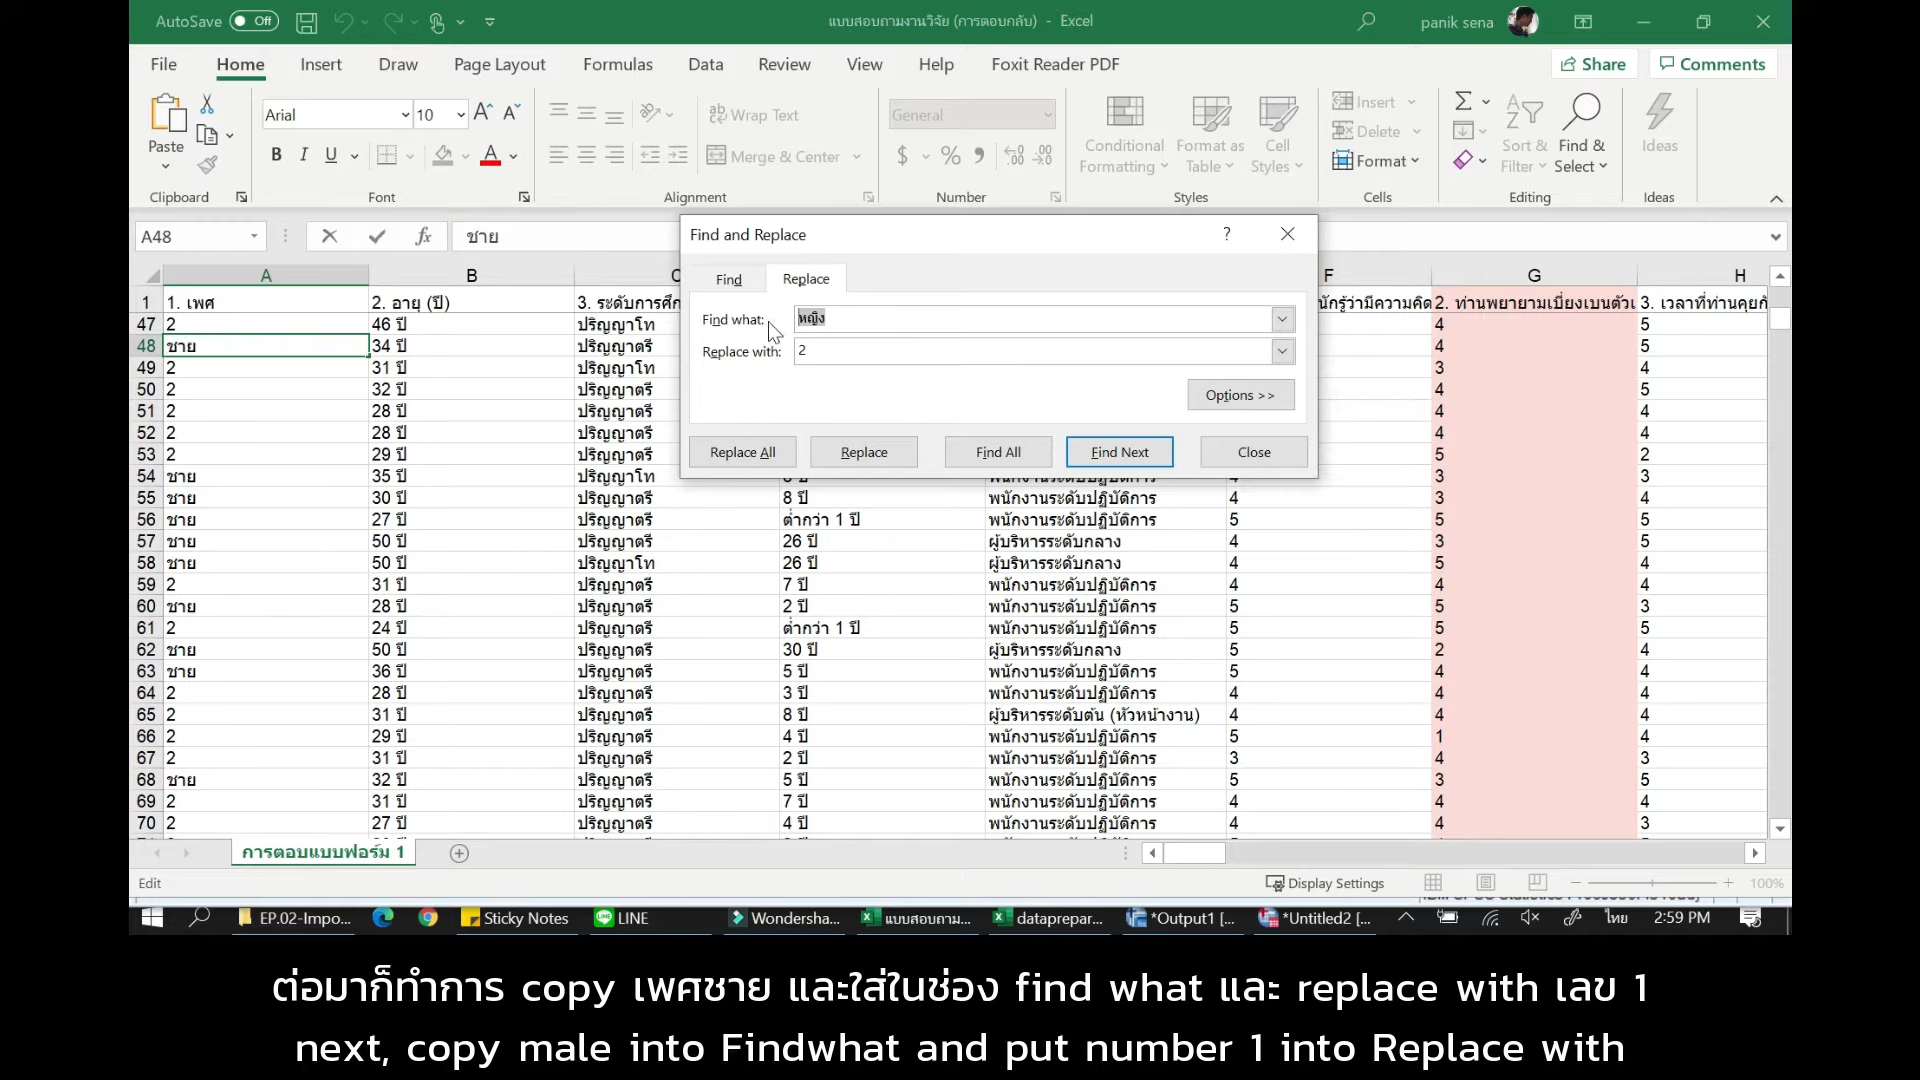 AutoSave Off แบบสอบถามงานวิจัย (การตอบกลับ) - Excel panik sena
File Home Insert Draw Page Layout Formulas Data Review View Help Foxit Reader PDF Share Comments
Arial 10 Wrap Text General Insert
Paste B I U Merge & Center $ % Conditional Formatting Format as Table Cell Styles Delete Format Sort & Filter Find & Select Ideas
Clipboard Font Alignment Number Styles Cells Editing Ideas
A48 fx ชาย
Find and Replace ?
Find Replace
Find what: หญิง
Replace with: 2
Options >>
Replace All Replace Find All Find Next Close
A B C F G H
1 1. เพศ 2. อายุ (ปี) 3. ระดับการศึ 2. ท่านพยายามเบี่ยงเบนตัวเ 3. เวลาที่ท่านคุยกั
47 2 46 ปี ปริญญาโท 4 5
48 ชาย 34 ปี ปริญญาตรี 4 5
49 2 31 ปี ปริญญาโท 3 4
50 2 32 ปี ปริญญาตรี 4 5
51 2 28 ปี ปริญญาตรี 4 4
52 2 28 ปี ปริญญาตรี 4 4
53 2 29 ปี ปริญญาตรี 5 2
54 ชาย 35 ปี ปริญญาโท พนักงานระดับปฏิบัติการ 4 3 3
55 ชาย 30 ปี ปริญญาตรี 8 ปี พนักงานระดับปฏิบัติการ 4 3 4
56 ชาย 27 ปี ปริญญาตรี ต่ำกว่า 1 ปี พนักงานระดับปฏิบัติการ 5 5 5
57 ชาย 50 ปี ปริญญาตรี 26 ปี ผู้บริหารระดับกลาง 4 3 5
58 ชาย 50 ปี ปริญญาโท 26 ปี ผู้บริหารระดับกลาง 4 5 4
59 2 31 ปี ปริญญาตรี 7 ปี พนักงานระดับปฏิบัติการ 4 4 4
60 ชาย 28 ปี ปริญญาตรี 2 ปี พนักงานระดับปฏิบัติการ 5 5 3
61 2 24 ปี ปริญญาตรี ต่ำกว่า 1 ปี พนักงานระดับปฏิบัติการ 5 5 5
62 ชาย 50 ปี ปริญญาตรี 30 ปี ผู้บริหารระดับกลาง 5 2 4
63 ชาย 36 ปี ปริญญาตรี 5 ปี พนักงานระดับปฏิบัติการ 5 4 4
64 2 28 ปี ปริญญาตรี 3 ปี พนักงานระดับปฏิบัติการ 4 4 4
65 2 31 ปี ปริญญาตรี 8 ปี ผู้บริหารระดับต้น (หัวหน้างาน) 4 4 4
66 2 29 ปี ปริญญาตรี 4 ปี พนักงานระดับปฏิบัติการ 5 1 4
67 2 31 ปี ปริญญาตรี 2 ปี พนักงานระดับปฏิบัติการ 3 4 3
68 ชาย 32 ปี ปริญญาตรี 5 ปี พนักงานระดับปฏิบัติการ 5 3 5
69 2 31 ปี ปริญญาตรี 7 ปี พนักงานระดับปฏิบัติการ 4 4 4
70 2 27 ปี ปริญญาตรี 4 ปี พนักงานระดับปฏิบัติการ 4 4 3
การตอบแบบฟอร์ม 1
Edit Display Settings 100%
EP.02-Impo... Sticky Notes LINE Wondersha... แบบสอบถาม... dataprepar... *Output1 [... *Untitled2 [... ไทย 2:59 PM
ต่อมาก็ทำการ copy เพศชาย และใส่ในช่อง find what และ replace with เลข 1
next, copy male into Findwhat and put number 1 into Replace with